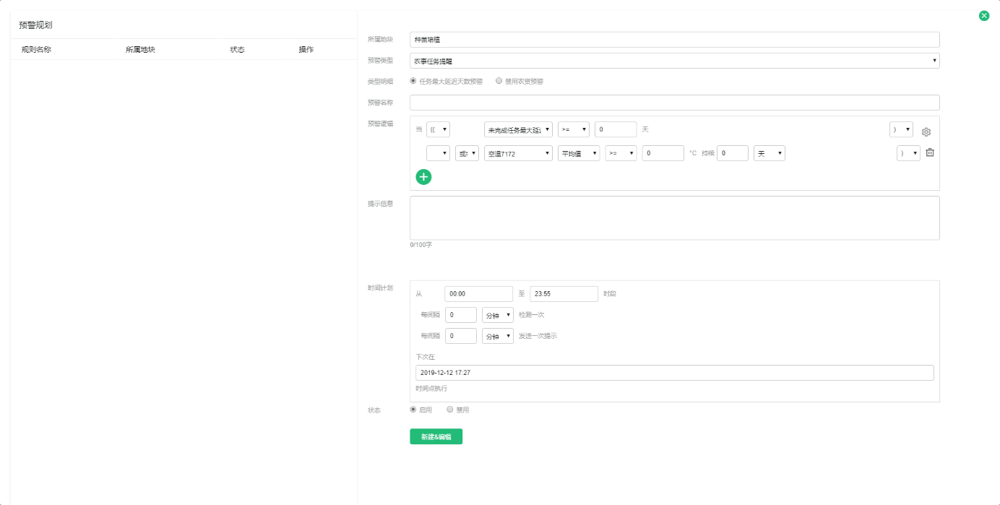 预警规划
规则名称 所属地块 状态 操作
所属地块 种苗培植
预警类型 农事任务提醒
类型明细 任务最大延迟天数预警 禁用农资预警
预警名称
预警逻辑 当 (( 未完成任务最大延迟 >= 0 天 )
或者 空温7172 平均值 >= 0 °C 持续 0 天 )
提示信息
0/100字
时间计划 从 00:00 至 23:55 时段
每间隔 0 分钟 检测一次
每间隔 0 分钟 发送一次提示
下次在
2019-12-12 17:27
时间点执行
状态 启用 禁用
新建&编辑